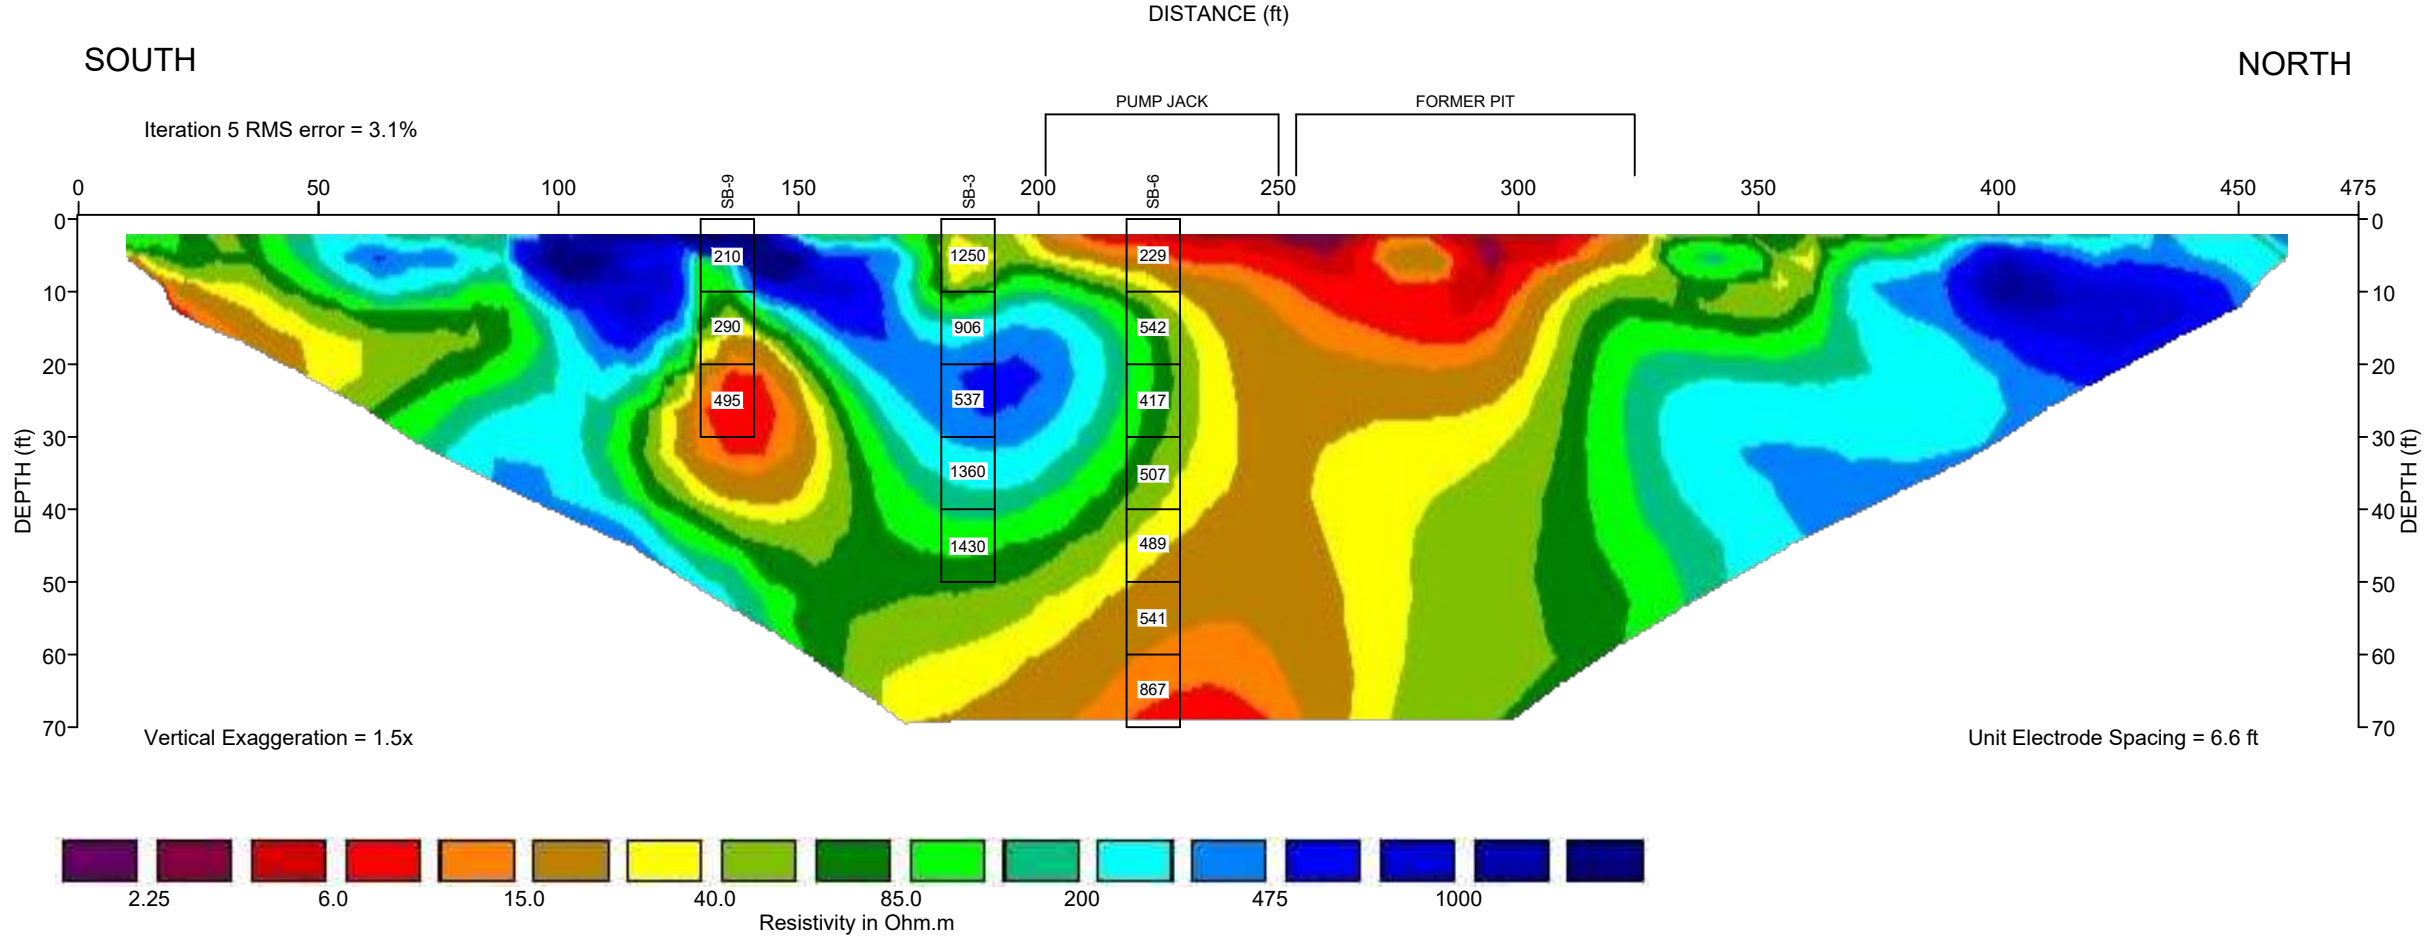 DISTANCE (ft)
SOUTH
NORTH
PUMP JACK
FORMER PIT
Iteration 5 RMS error = 3.1%
0 50 100 SB-9 150 SB-3 200 SB-6 250 300 350 400 450 475
0 0
210 1250 229
10 10
290 906 542
20 20
495 537 417
30 30
DEPTH (ft) DEPTH (ft)
1360 507
40 40
1430 489
50 50
541
60 60
867
70 70
Vertical Exaggeration = 1.5x
Unit Electrode Spacing = 6.6 ft
2.25 6.0 15.0 40.0 85.0 200 475 1000
Resistivity in Ohm.m